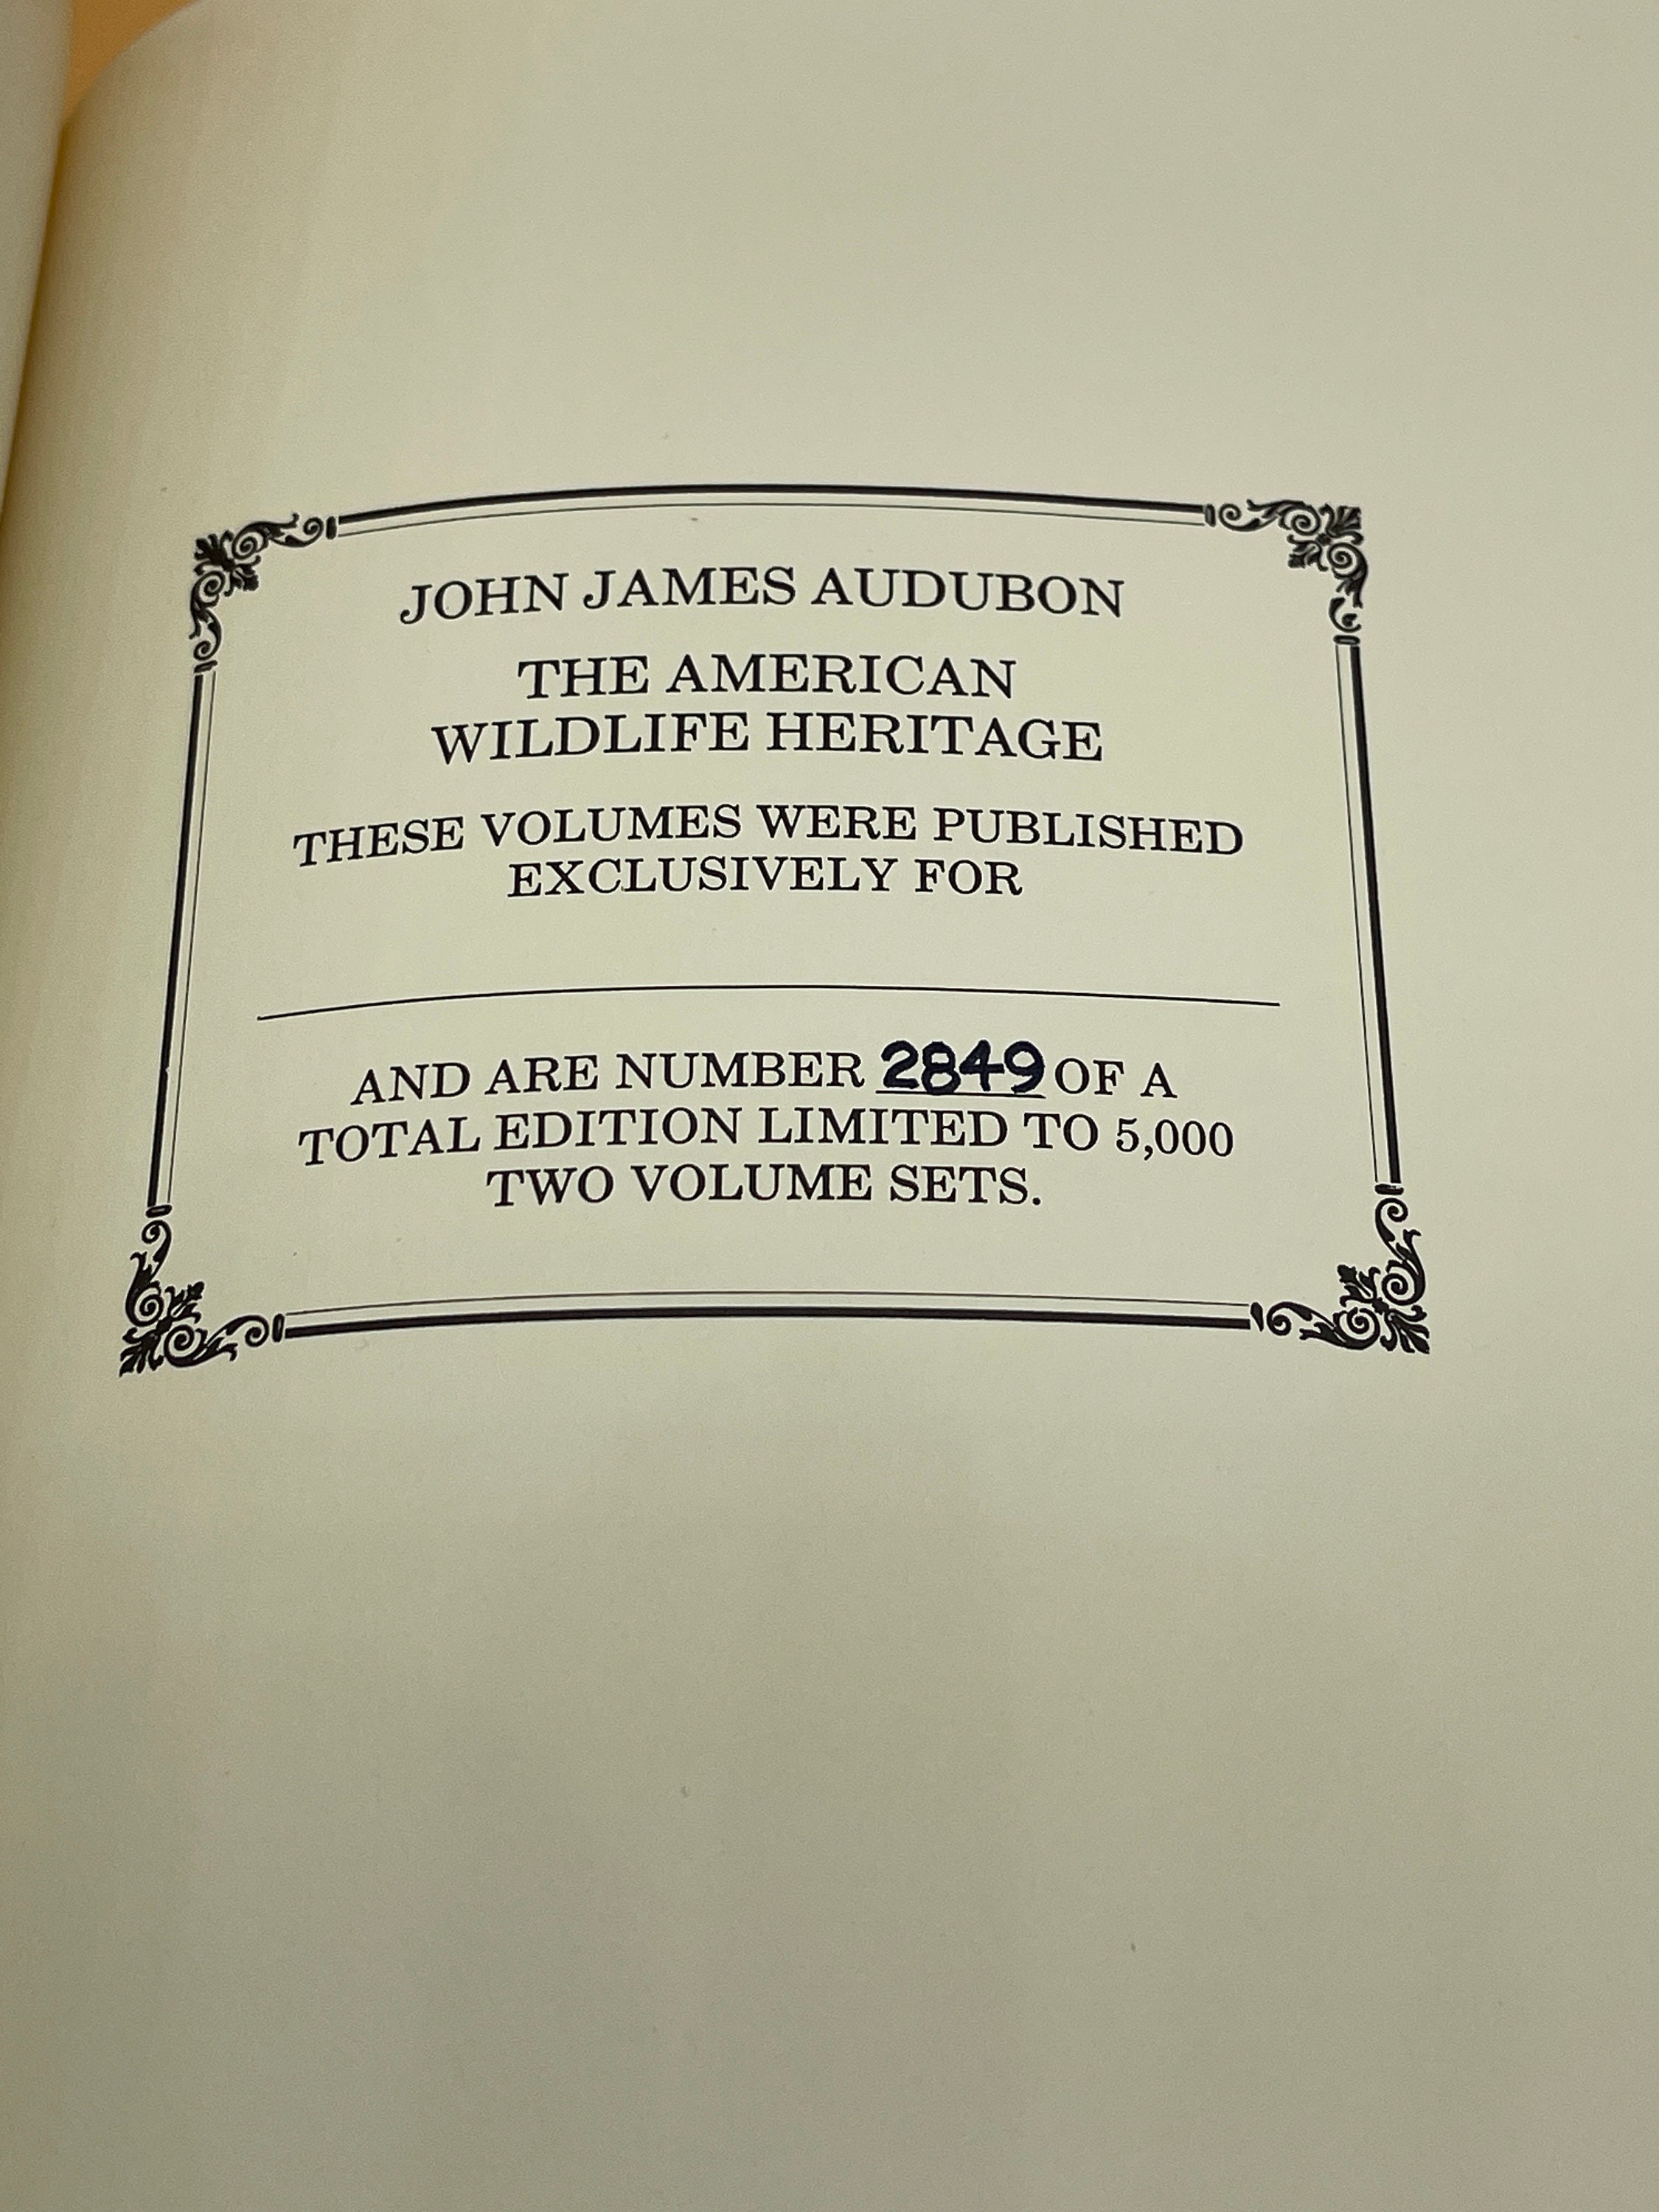 JOHN JAMES AUDUBON
THE AMERICAN
WILDLIFE HERITAGE
THESE VOLUMES WERE PUBLISHED
EXCLUSIVELY FOR
AND ARE NUMBER 2849 OF A
TOTAL EDITION LIMITED TO 5,000
TWO VOLUME SETS.